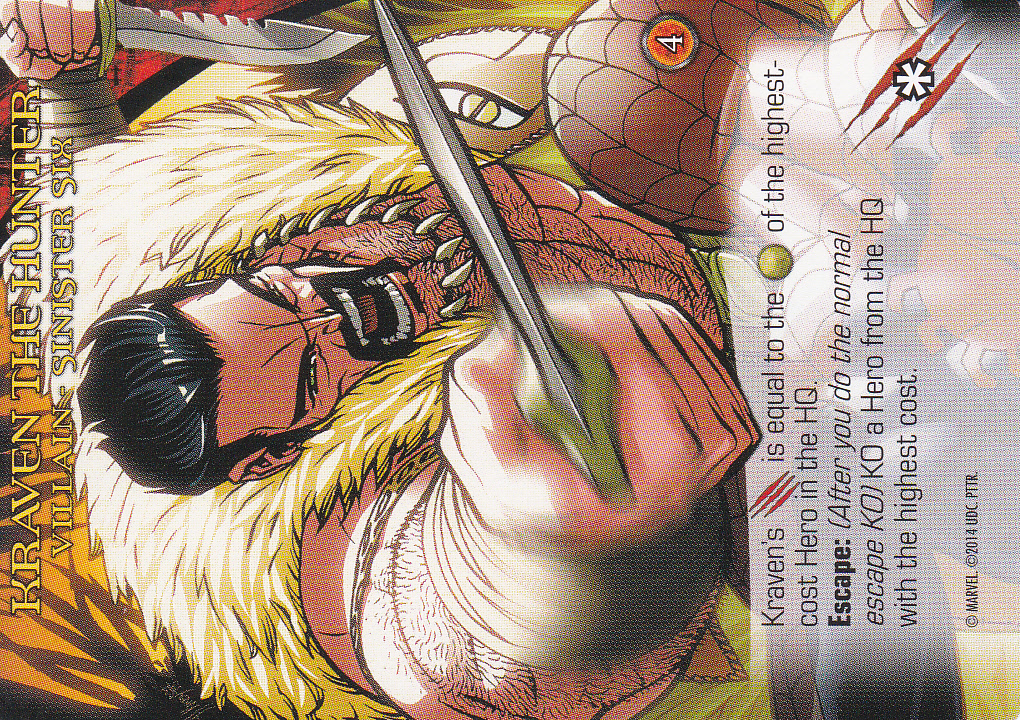 KRAVEN THE HUNTER
VILLAIN - SINISTER SIX
4
Kraven's is equal to the of the highest-
cost Hero in the HQ.
Escape: (After you do the normal
escape KO) KO a Hero from the HQ
with the highest cost.
*
© MARVEL. ©2014 UDC. PTTR.